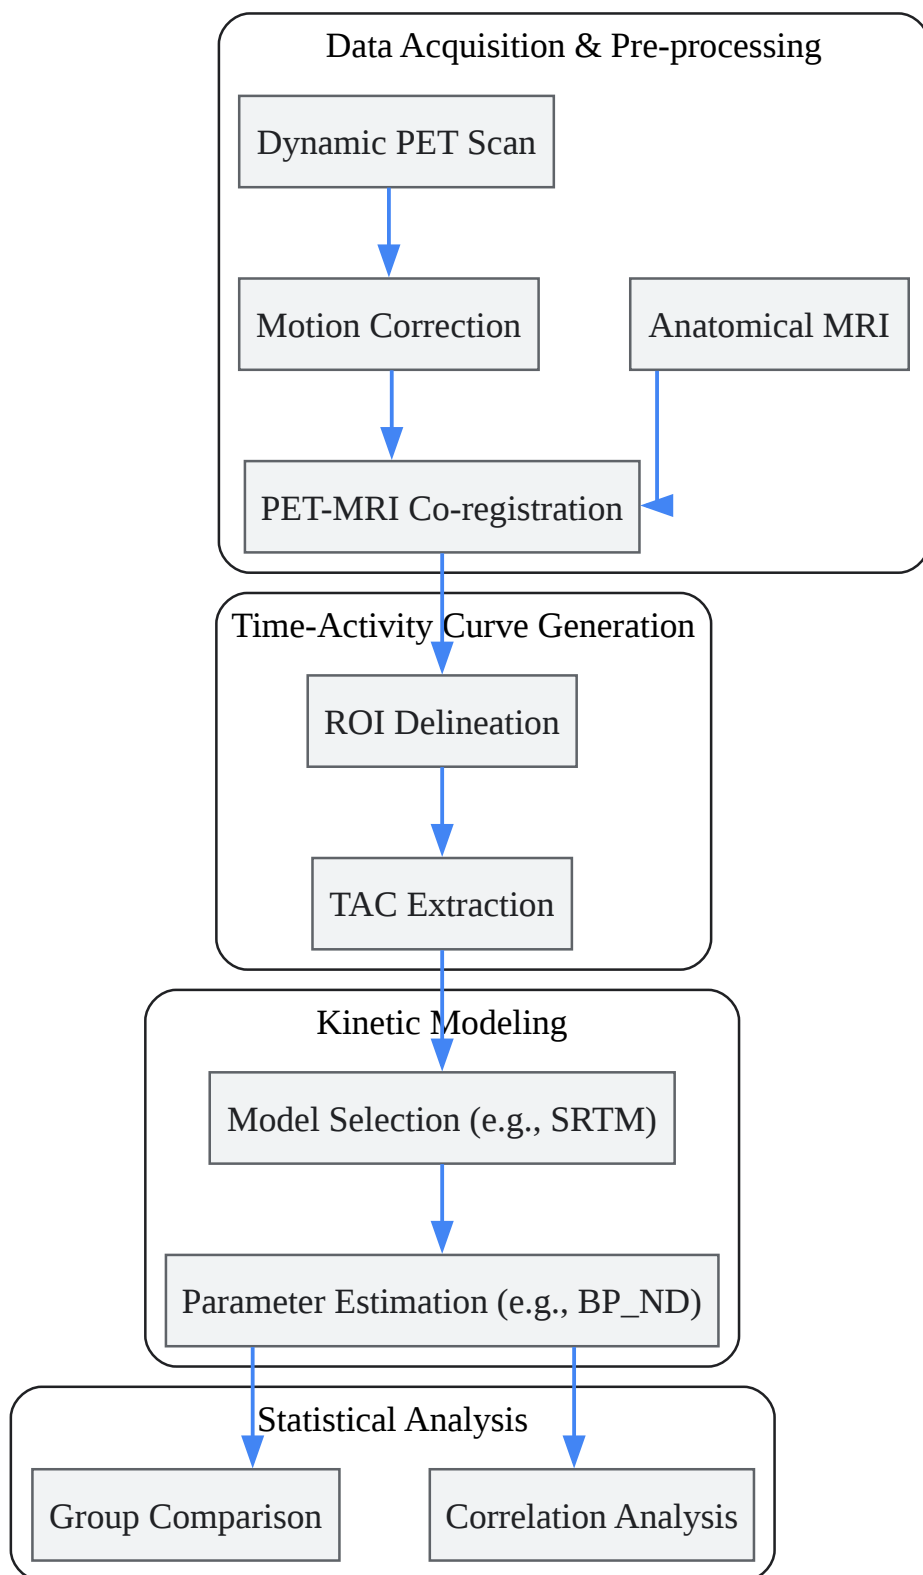 Data Acquisition & Pre-processing
Dynamic PET Scan
Motion Correction
Anatomical MRI
PET-MRI Co-registration
Time-Activity Curve Generation
ROI Delineation
TAC Extraction
Kinetic Modeling
Model Selection (e.g., SRTM)
Parameter Estimation (e.g., BP_ND)
Statistical Analysis
Group Comparison
Correlation Analysis